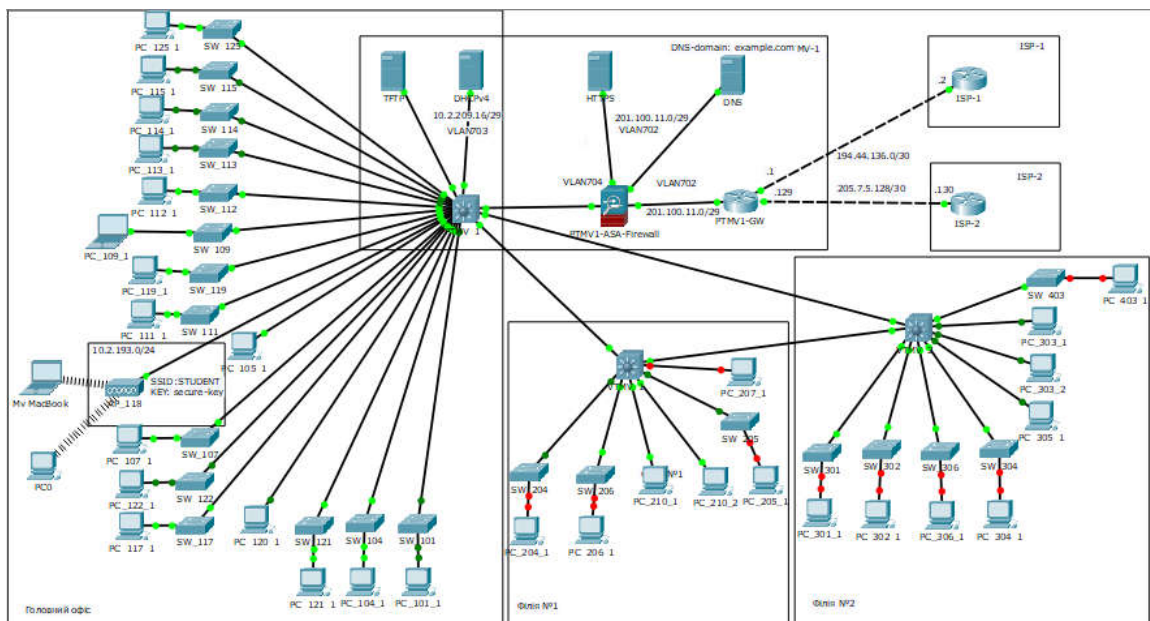 PC_125_1
SW_125
PC_115_1
SW_115
PC_114_1
SW_114
PC_113_1
SW_113
PC_112_1
SW_112
PC_109_1
SW_109
PC_119_1
SW_119
PC_111_1
SW_111
10.2.193.0/24
PC_105_1
SSID:STUDENT
KEY: secure-key
My MacBook
PC_107_1
SW_107
PC0
PC_122_1
SW_122
PC_117_1
SW_117
PC_120_1
SW_121
SW_104
SW_101
PC_121_1
PC_104_1
PC_101_1
Головний офіс
DNS-domain: example.com
MV-1
TFTP
DHCPv4
10.2.209.16/29
VLAN703
HTTPS
DNS
201.100.11.0/29
VLAN702
VLAN704
VLAN702
201.100.11.0/29
PTMV1-ASA-Firewall
PTMV1-GW
.1
.129
194.44.136.0/30
205.7.5.128/30
ISP-1
.2
ISP-1
ISP-2
.130
ISP-2
PC_207_1
SW_205
SW_204
SW_206
№1
PC_210_1
PC_210_2
PC_205_1
PC_204_1
PC_206_1
Філія №1
SW_403
PC_403_1
PC_303_1
PC_303_2
PC_305_1
SW_301
SW_302
SW_306
SW_304
PC_301_1
PC_302_1
PC_306_1
PC_304_1
Філія №2